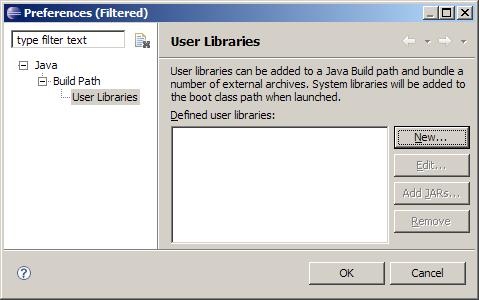 Preferences (Filtered)
type filter text
Java
Build Path
User Libraries
User Libraries
User libraries can be added to a Java Build path and bundle a
number of external archives. System libraries will be added to
the boot class path when launched.
Defined user libraries:
New...
Edit...
Add JARs...
Remove
?
OK
Cancel